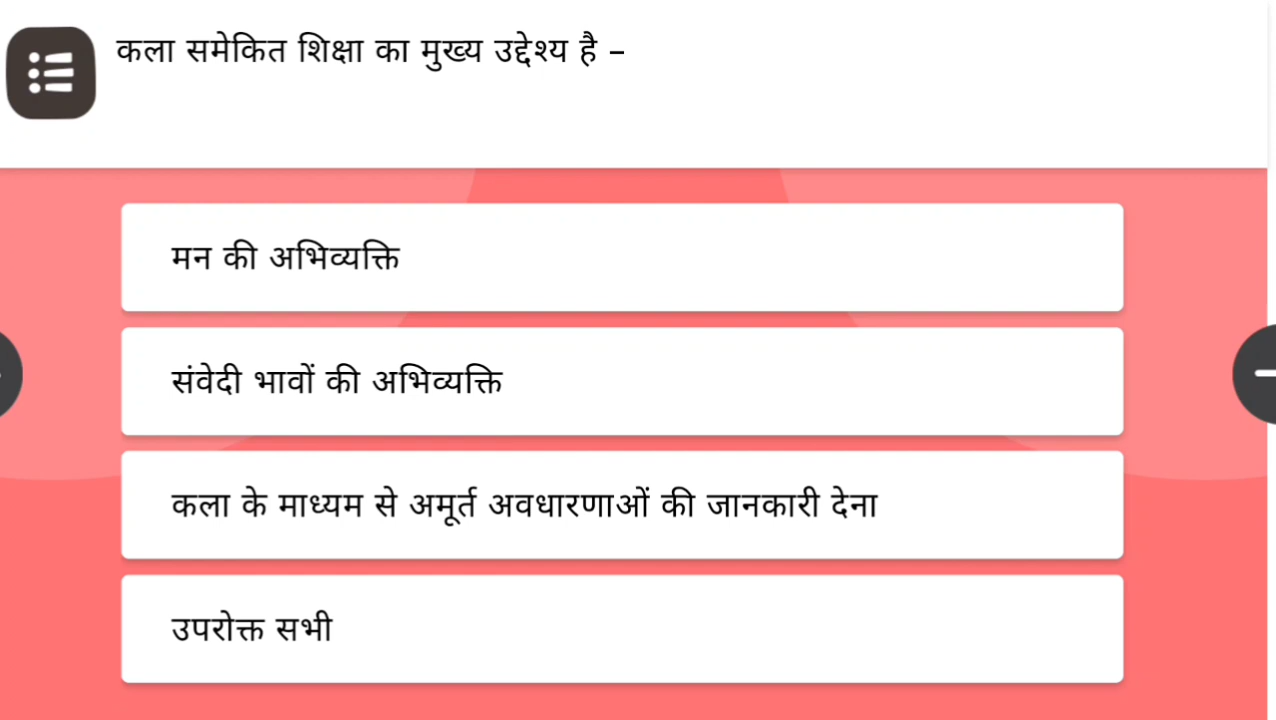 कला समेकित शिक्षा का मुख्य उद्देश्य है –
मन की अभिव्यक्ति
संवेदी भावों की अभिव्यक्ति
कला के माध्यम से अमूर्त अवधारणाओं की जानकारी देना
उपरोक्त सभी